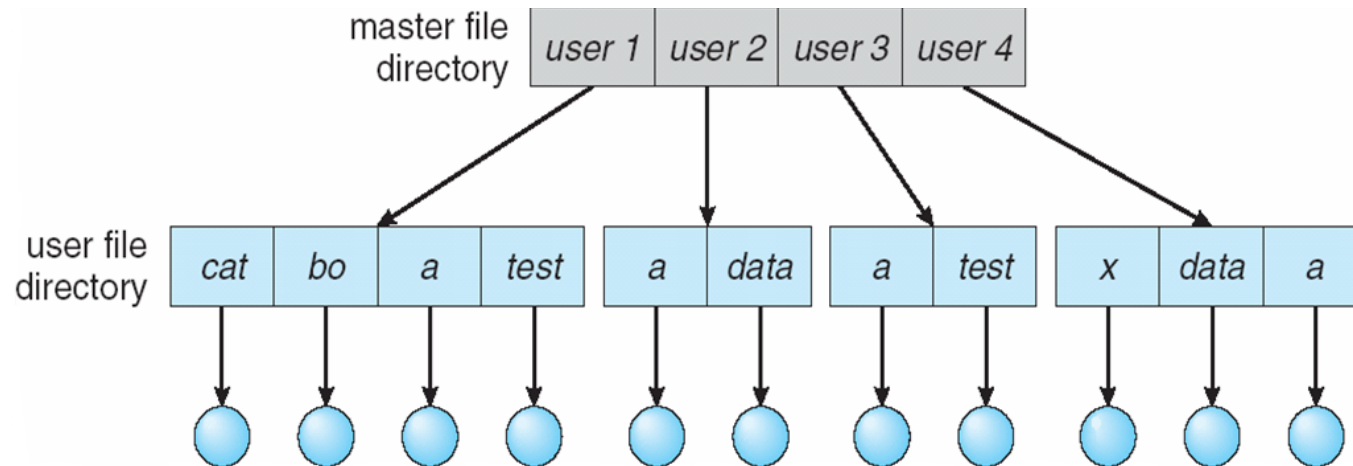 master file
directory
user 1 user 2 user 3 user 4
user file
directory
cat bo a test a data a test x data a